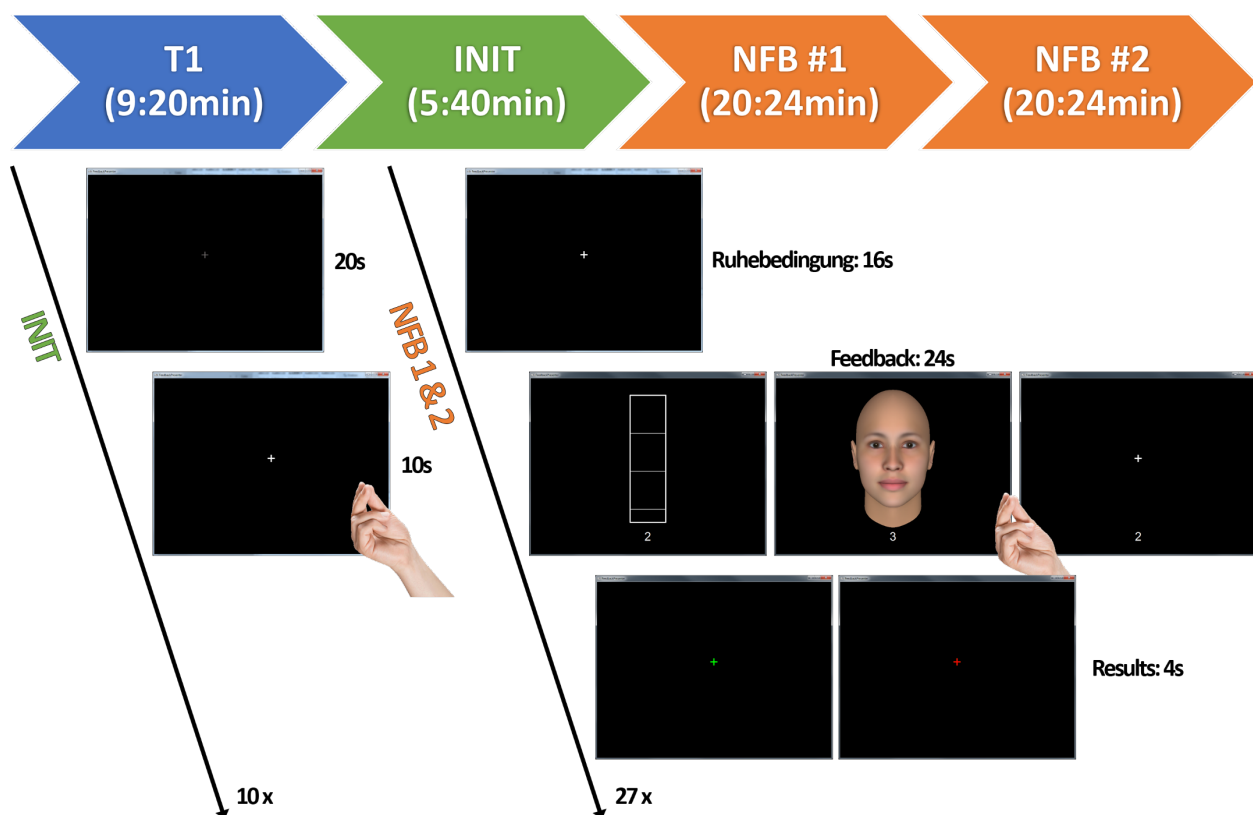 T1
(9:20min)
INIT
(5:40min)
NFB #1
(20:24min)
NFB #2
(20:24min)
INIT
20s
10s
10 x
NFB 1 & 2
Ruhebedingung: 16s
Feedback: 24s
2
3
2
Results: 4s
27 x